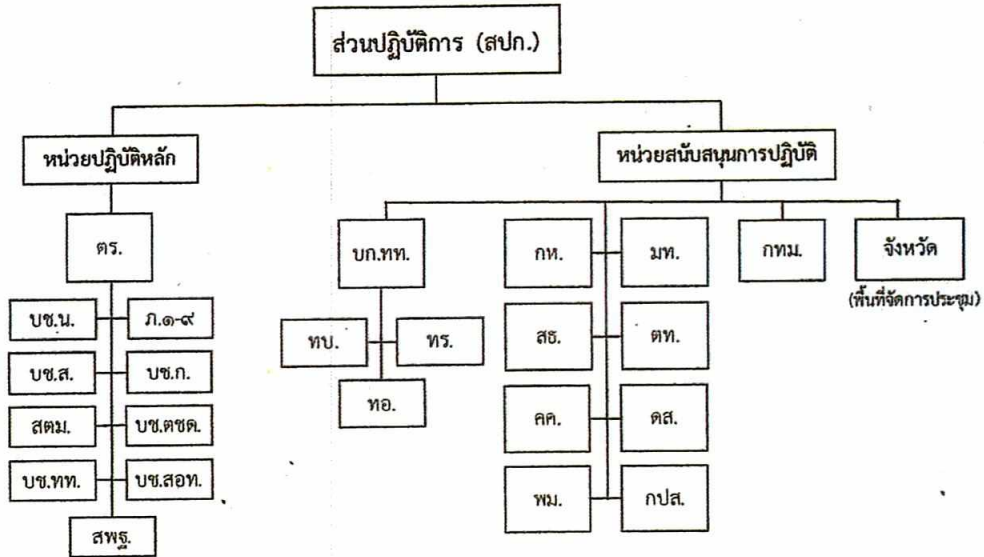 ส่วนปฏิบัติการ (สปก.)
หน่วยปฏิบัติหลัก
หน่วยสนับสนุนการปฏิบัติ
ตร.
บช.น.
ภ.๑-๙
บช.ส.
บช.ก.
สตม.
บช.ตชด.
บช.ทท.
บช.สอท.
สพฐ.
บก.ทท.
ทบ.
ทร.
ทอ.
กห.
มท.
สธ.
ตท.
คค.
ดส.
พม.
กปส.
กทม.
จังหวัด
(พื้นที่จัดการประชุม)